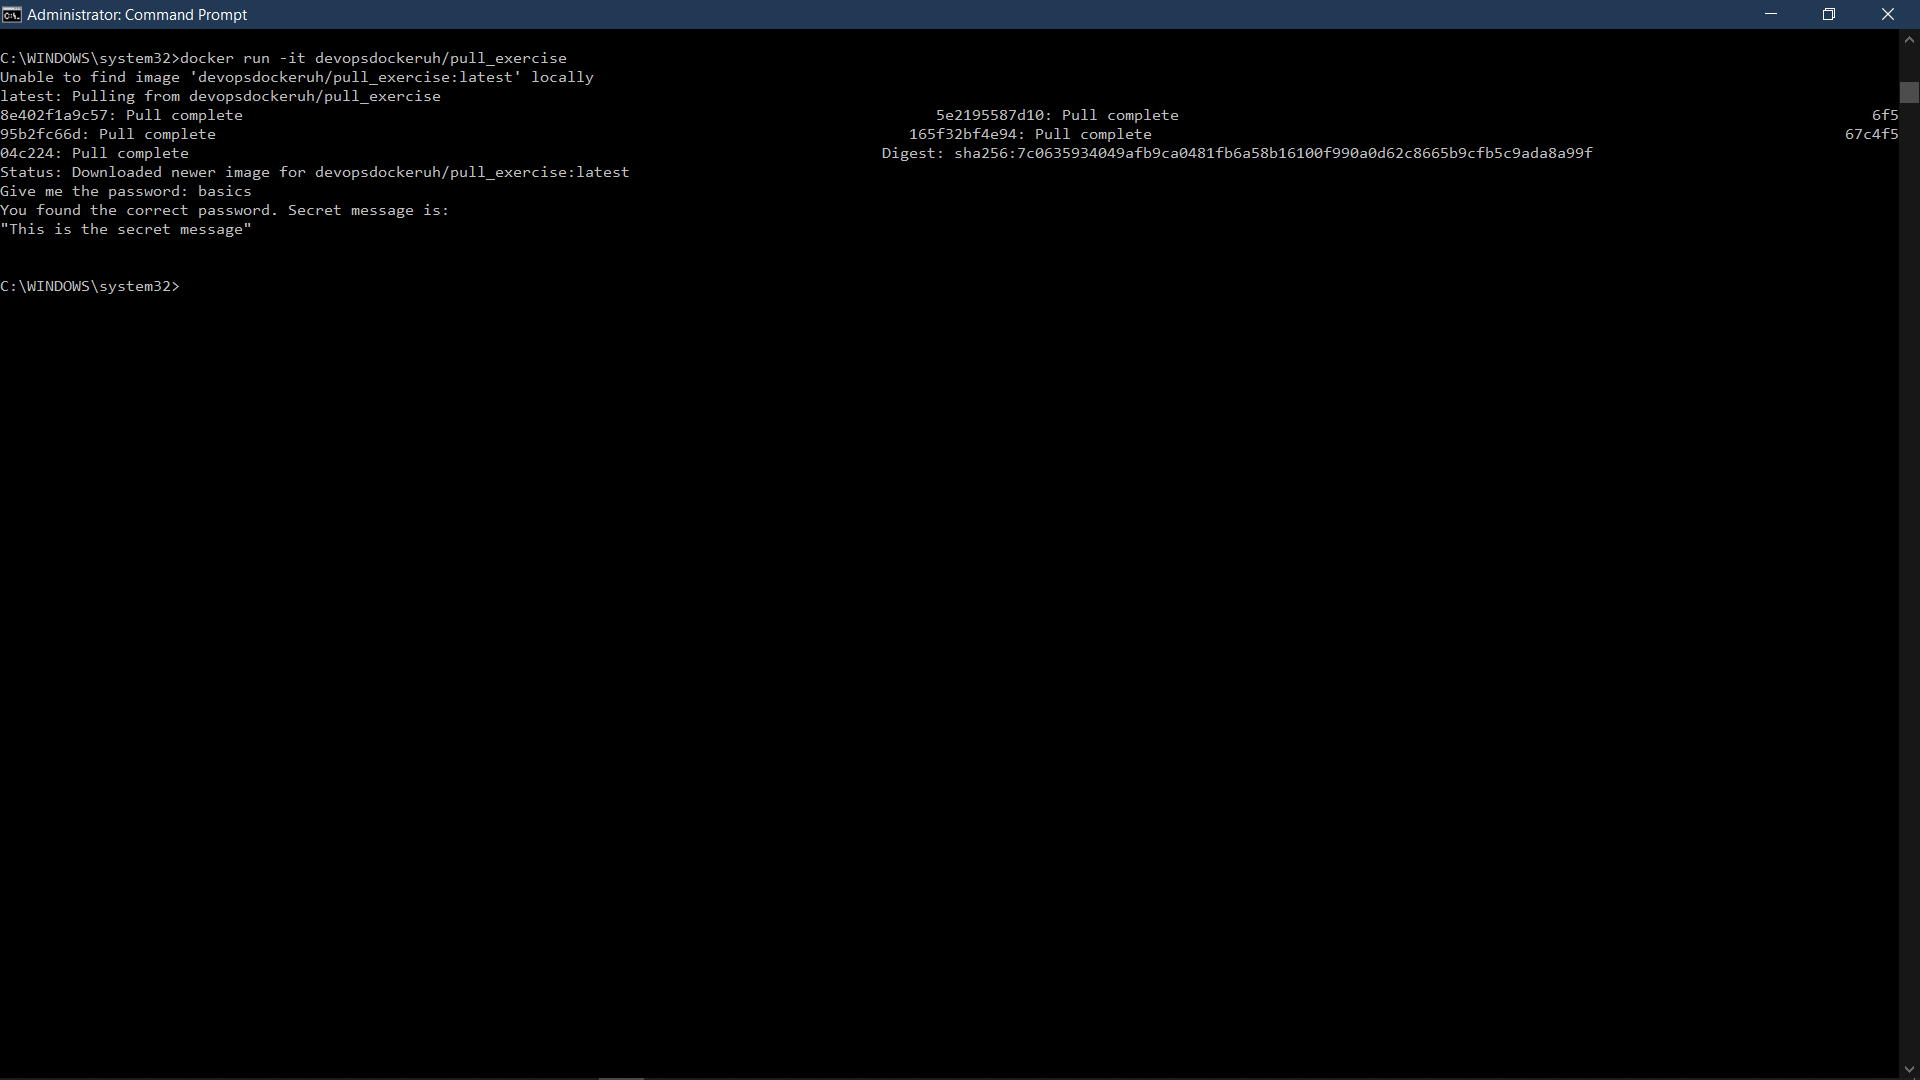 Administrator: Command Prompt
C:\WINDOWS\system32>docker run -it devopsdockeruh/pull_exercise
Unable to find image 'devopsdockeruh/pull_exercise:latest' locally
latest: Pulling from devopsdockeruh/pull_exercise
8e402f1a9c57: Pull complete 5e2195587d10: Pull complete 6f5
95b2fc66d: Pull complete 165f32bf4e94: Pull complete 67c4f5
04c224: Pull complete Digest: sha256:7c0635934049afb9ca0481fb6a58b16100f990a0d62c8665b9cfb5c9ada8a99f
Status: Downloaded newer image for devopsdockeruh/pull_exercise:latest
Give me the password: basics
You found the correct password. Secret message is:
"This is the secret message"
C:\WINDOWS\system32>